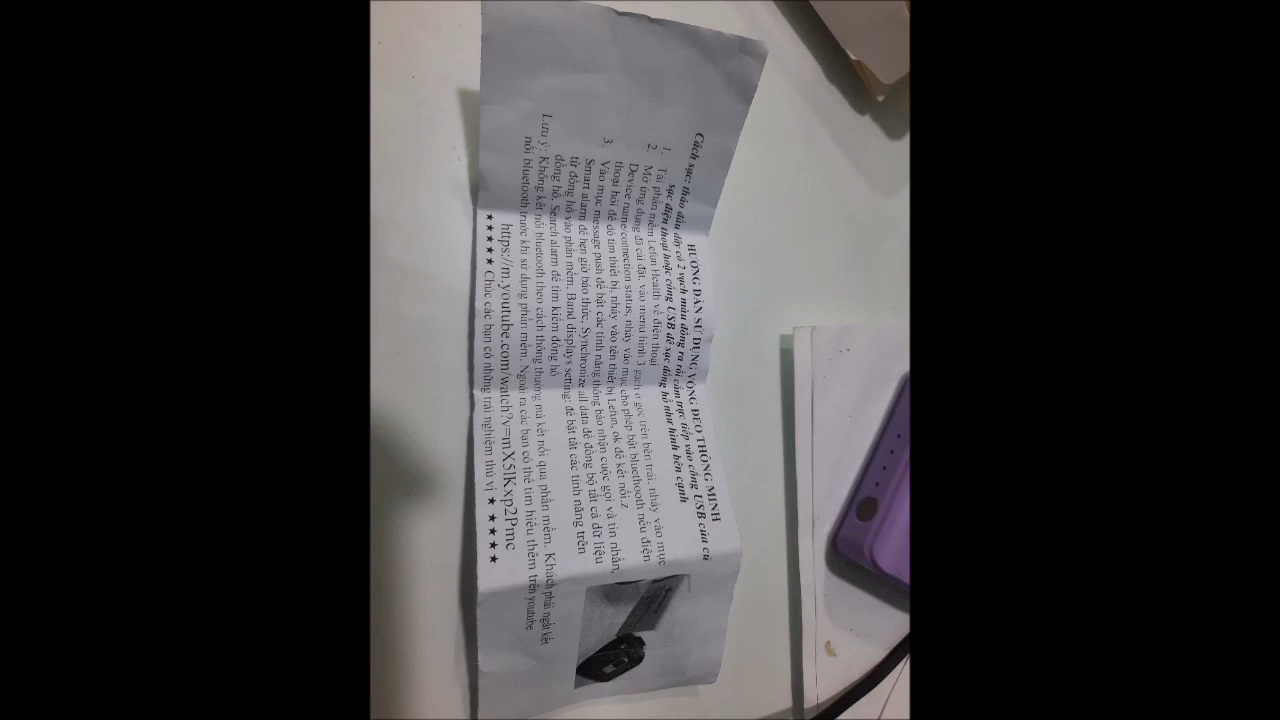 HƯỚNG DẪN SỬ DỤNG VÒNG ĐEO THÔNG MINH
Cách sạc: tháo đầu dây có 2 vạch màu đồng ra rồi cắm trực tiếp vào cổng USB của củ
sạc điện thoại hoặc cổng USB để sạc đồng hồ như hình bên cạnh
1. Tải phần mềm Lefun Health về điện thoại
2. Mở ứng dụng đã cài đặt, vào menu hình 3 gạch ở góc trên bên trái, nháy vào mục
Device name/connection status, nháy vào mục cho phép bật bluethooth nếu điện
thoại hỏi để dò tìm thiết bị, nháy vào tên thiết bị Lefun, ok để kết nối.z
3. Vào mục message push để bật các tính năng thông báo nhận cuộc gọi và tin nhắn,
Smart alarm để hẹn giờ báo thức, Synchronize all data để đồng bộ tất cả dữ liệu
từ đồng hồ vào phần mềm, Band displays setting: để bật tắt các tính năng trên
đồng hồ, Search alarm để tìm kiếm đồng hồ
Lưu ý: Không kết nối bluetooth theo cách thông thường mà kết nối qua phần mềm. Khách phải ngắt kết
nối bluetooth trước khi sử dụng phần mềm. Ngoài ra các bạn có thể tìm hiểu thêm trên youtube
https://m.youtube.com/watch?v=mX5lKxp2Pmc
★★★★★ Chúc các bạn có những trải nghiệm thú vị ★ ★★★★